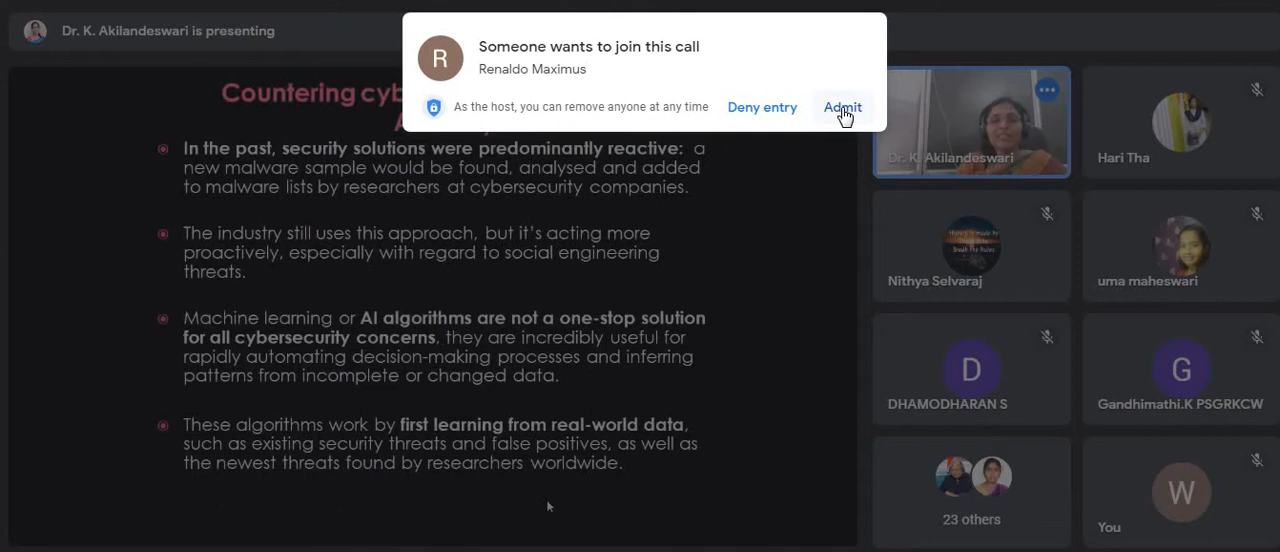 Dr. K. Akilandeswari is presenting
R
Someone wants to join this call
Renaldo Maximus
As the host, you can remove anyone at any time
Deny entry
Admit
Countering cyb
In the past, security solutions were predominantly reactive: a
new malware sample would be found, analysed and added
to malware lists by researchers at cybersecurity companies.
The industry still uses this approach, but it's acting more
proactively, especially with regard to social engineering
threats.
Machine learning or AI algorithms are not a one-stop solution
for all cybersecurity concerns, they are incredibly useful for
rapidly automating decision-making processes and inferring
patterns from incomplete or changed data.
These algorithms work by first learning from real-world data,
such as existing security threats and false positives, as well as
the newest threats found by researchers worldwide.
Dr. K. Akilandeswari
Hari Tha
Nithya Selvaraj
uma maheswari
D
DHAMODHARAN S
G
Gandhimathi.K PSGRKCW
23 others
W
You